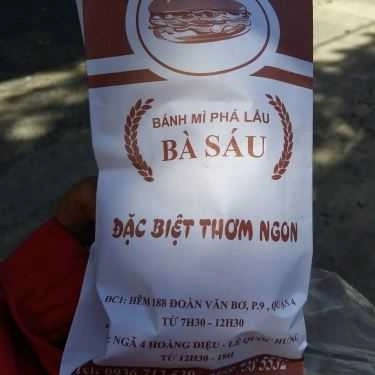 BÁNH MÌ PHÁ LẤU
BÀ SÁU
ĐẶC BIỆT THƠM NGON
ĐC1: HẺM 188 ĐOÀN VĂN BƠ, P.9, QUẬN 4
TỪ 7H30 - 12H30
: NGÃ 4 HOÀNG DIỆU - LÊ QUỐC HƯNG
TỪ 12H30 - 18H